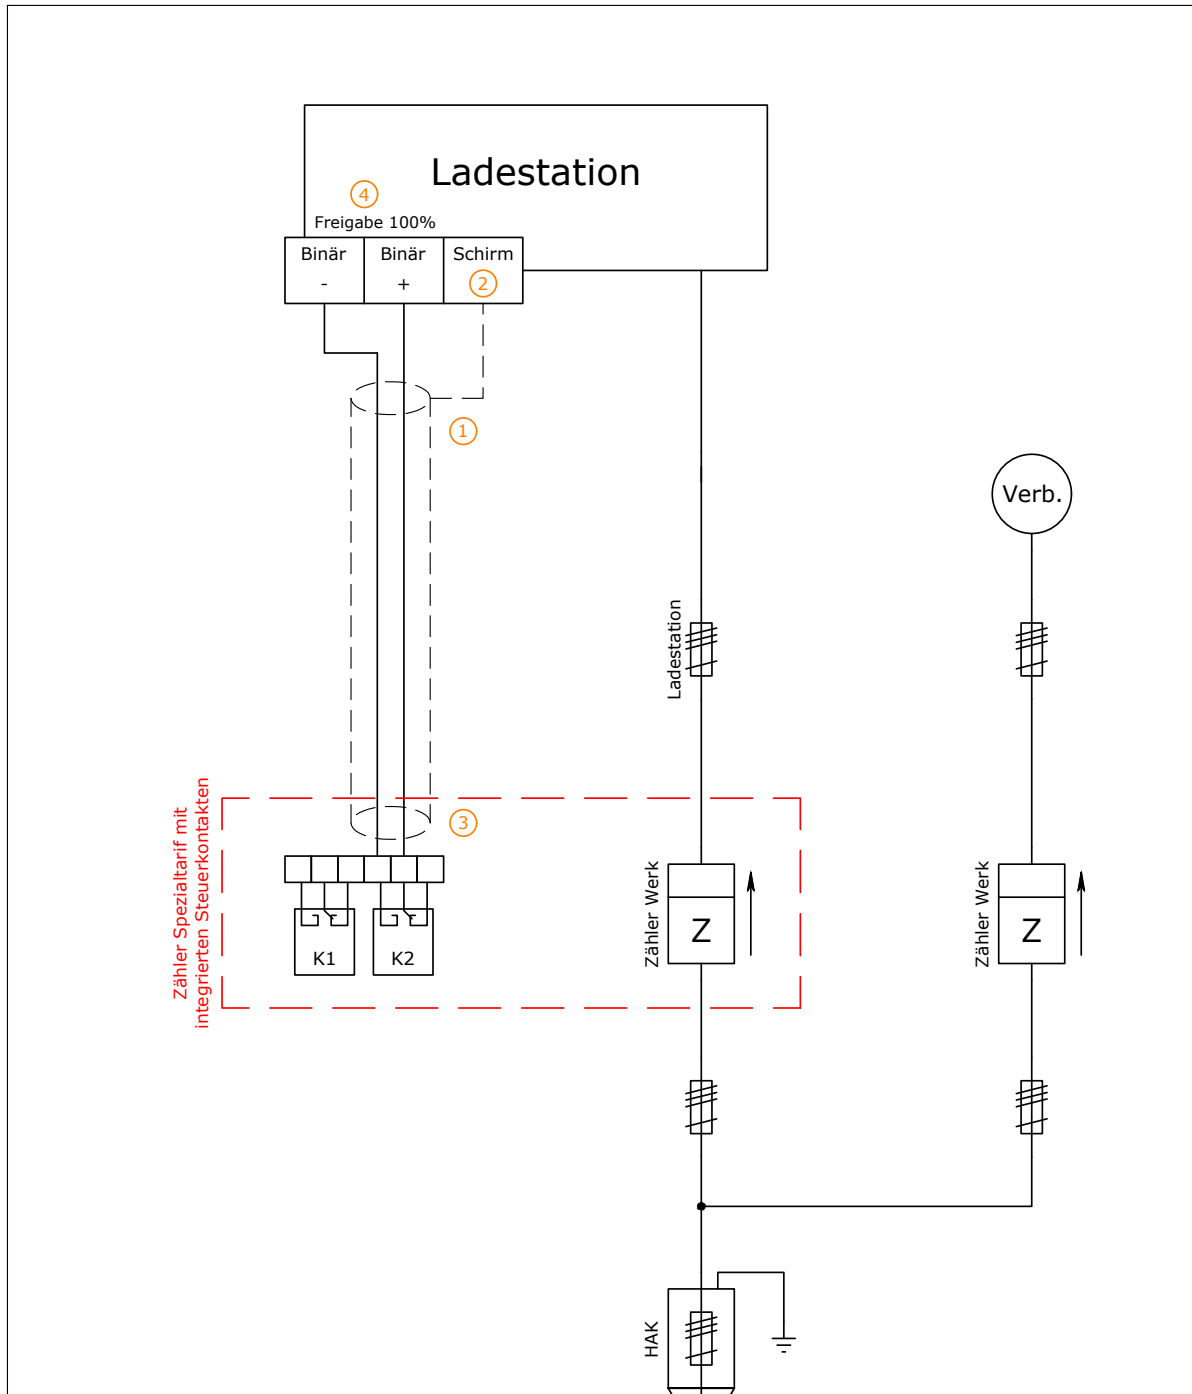 Ladestation
4
Freigabe 100%
Binär
-
Binär
+
Schirm
2
1
Verb.
Ladestation
Zähler Spezialtarif mit
integrierten Steuerkontakten
3
K1
K2
Zähler Werk
Z
Zähler Werk
Z
HAK